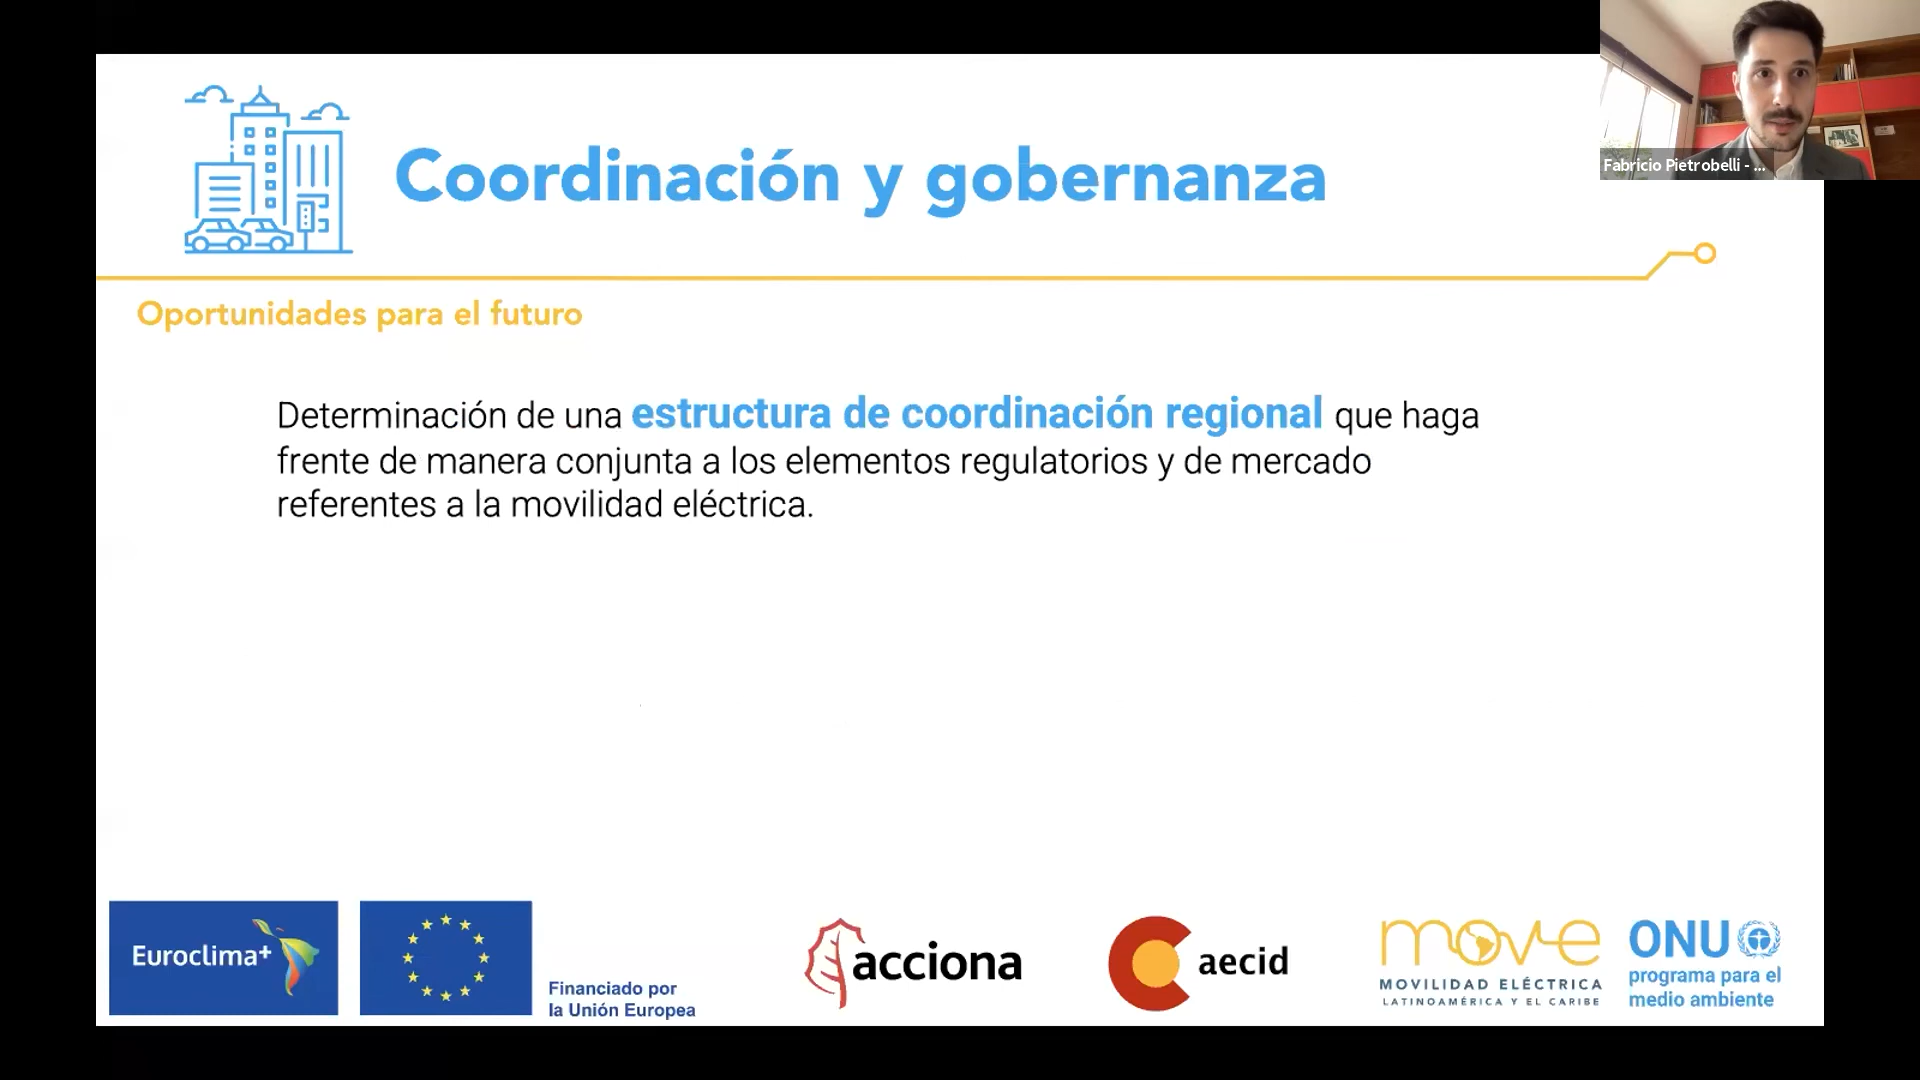 Coordinación y gobernanza
Fabricio Pietrobelli - ...
Oportunidades para el futuro
Determinación de una estructura de coordinación regional que haga
frente de manera conjunta a los elementos regulatorios y de mercado
referentes a la movilidad eléctrica.
Euroclima+
Financiado por
la Unión Europea
acciona
aecid
move
MOVILIDAD ELÉCTRICA
LATINOAMÉRICA Y EL CARIBE
ONU
programa para el
medio ambiente